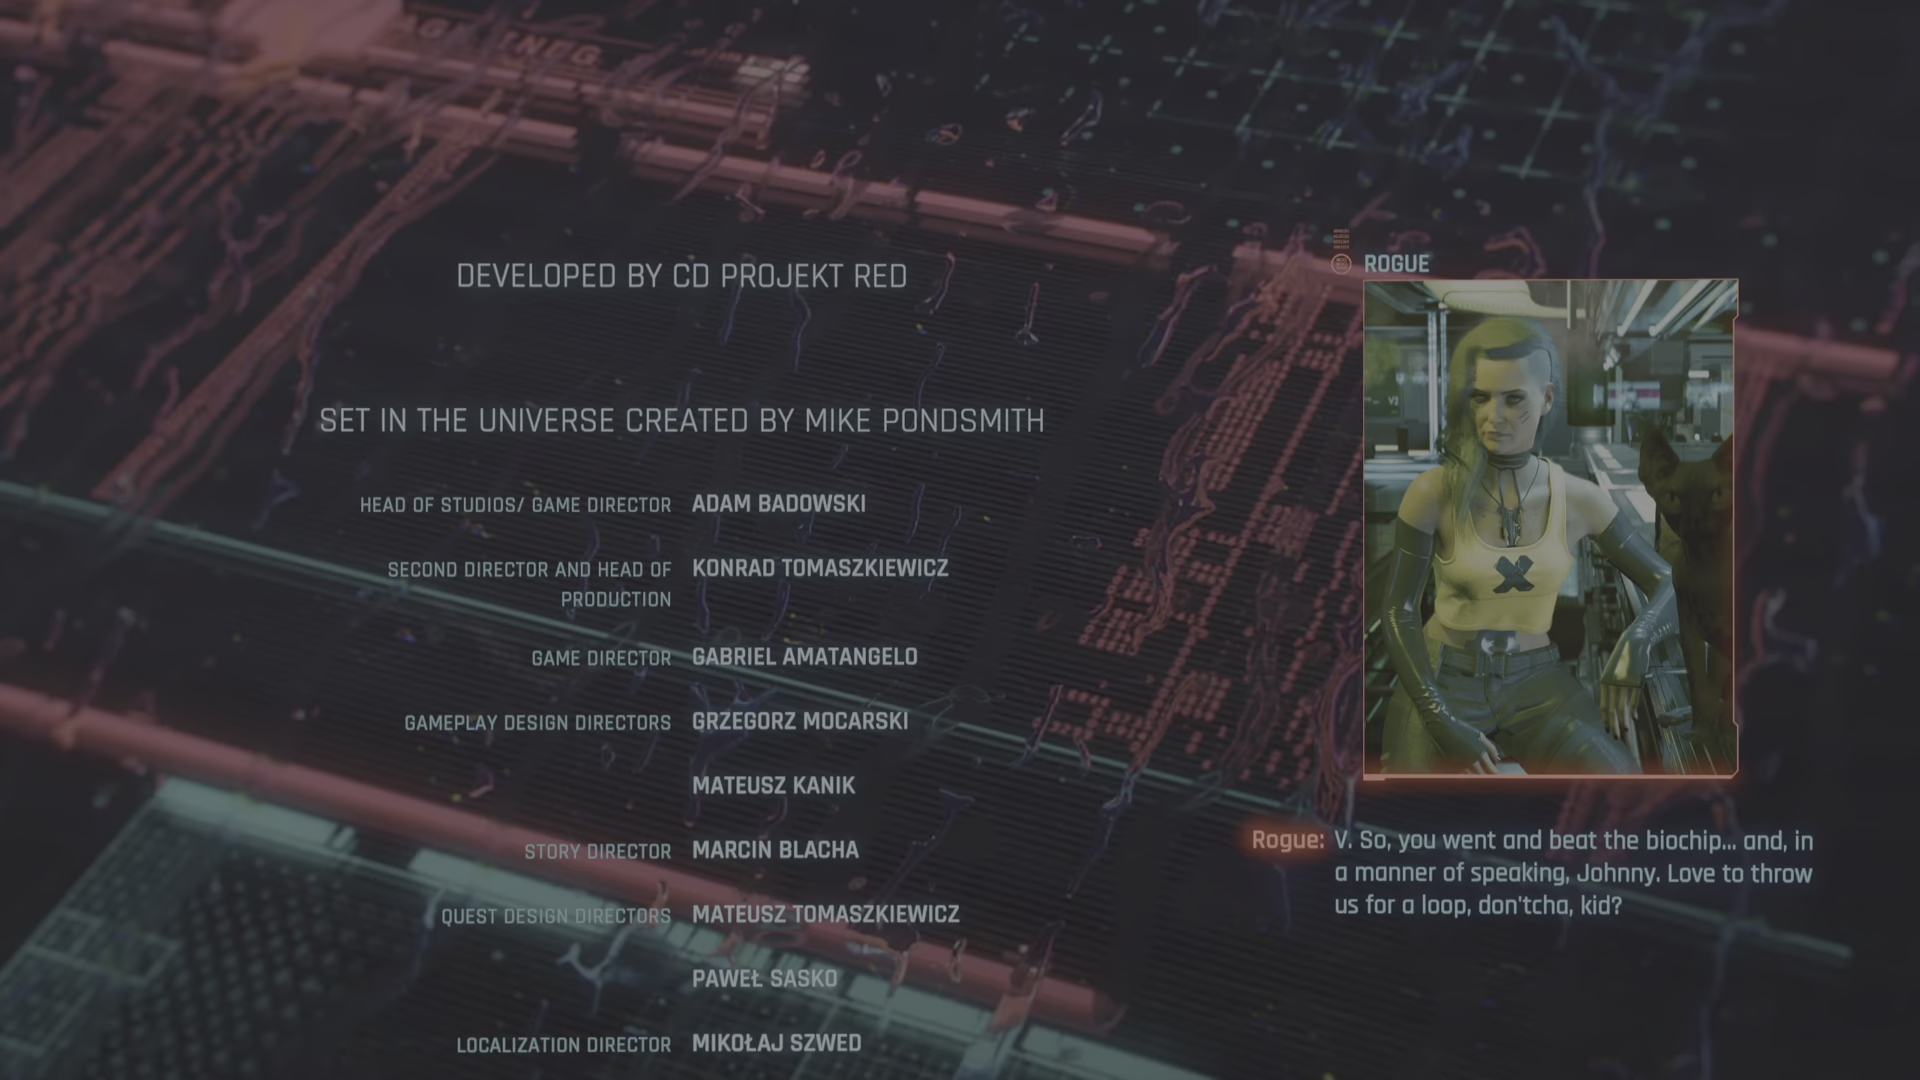 DEVELOPED BY CD PROJEKT RED
SET IN THE UNIVERSE CREATED BY MIKE PONDSMITH
HEAD OF STUDIOS/ GAME DIRECTOR ADAM BADOWSKI
SECOND DIRECTOR AND HEAD OF KONRAD TOMASZKIEWICZ
PRODUCTION
GAME DIRECTOR GABRIEL AMATANGELO
GAMEPLAY DESIGN DIRECTORS GRZEGORZ MOCARSKI
MATEUSZ KANIK
STORY DIRECTOR MARCIN BLACHA
QUEST DESIGN DIRECTORS MATEUSZ TOMASZKIEWICZ
PAWEŁ SASKO
LOCALIZATION DIRECTOR MIKOŁAJ SZWED
ROGUE
Rogue: V. So, you went and beat the biochip... and, in
a manner of speaking, Johnny. Love to throw
us for a loop, don'tcha, kid?